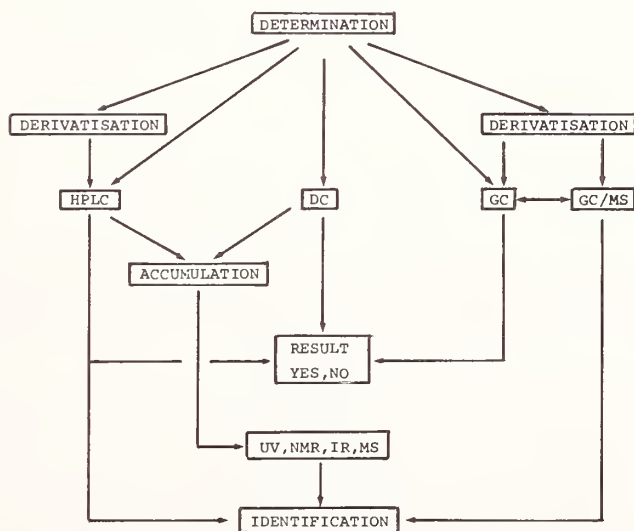 DETERMINATION
DERIVATISATION
DERIVATISATION
HPLC
DC
GC
GC/MS
ACCUMULATION
RESULT
YES,NO
UV,NMR,IR,MS
IDENTIFICATION